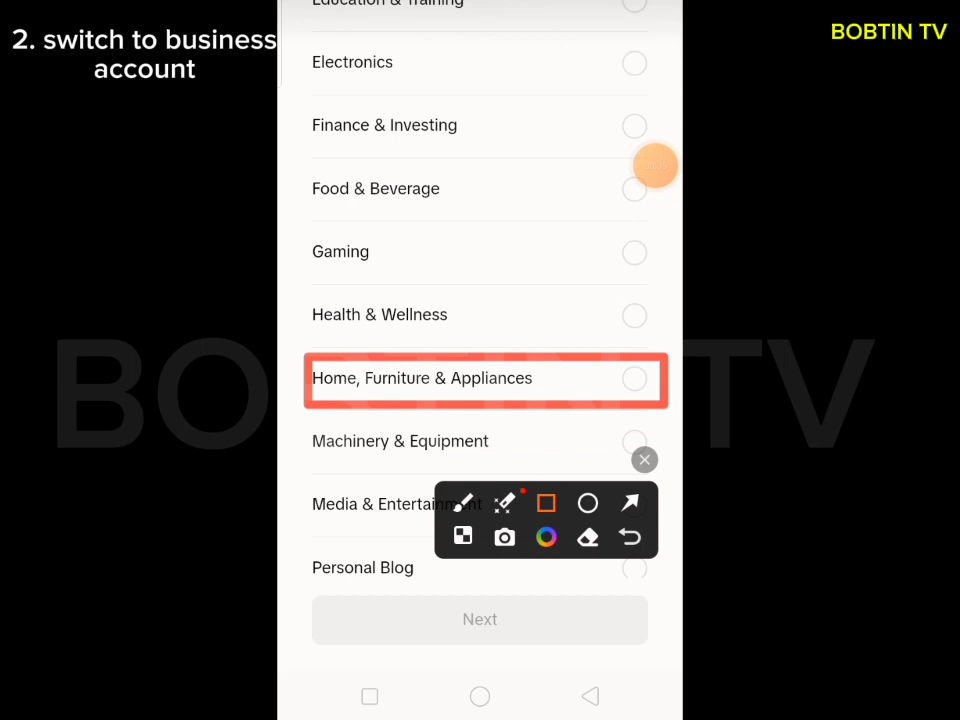 2. switch to business
account
BOBTIN TV
Education & Training
Electronics
Finance & Investing
Food & Beverage
Gaming
Health & Wellness
Home, Furniture & Appliances
Machinery & Equipment
Media & Entertainment
Personal Blog
Next
BOBTIN TV